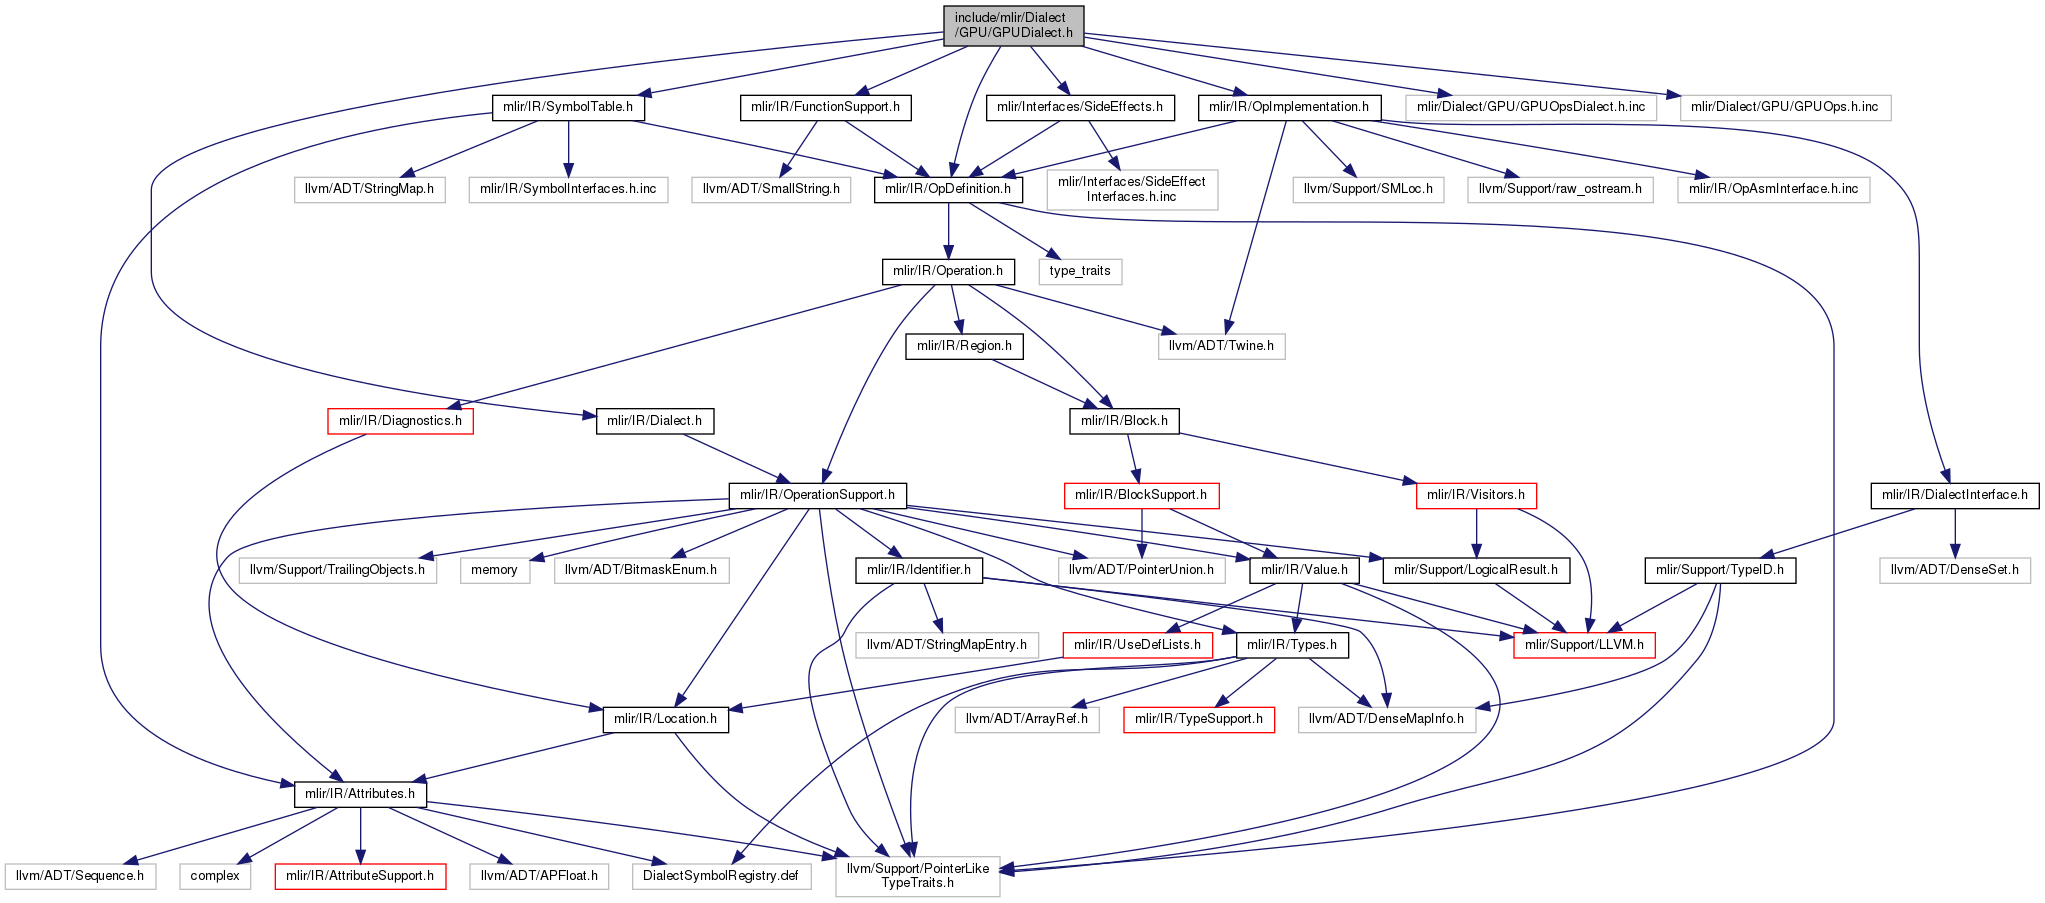 include/mlir/Dialect
/GPU/GPUDialect.h
mlir/IR/SymbolTable.h
mlir/IR/FunctionSupport.h
mlir/Interfaces/SideEffects.h
mlir/IR/OpImplementation.h
mlir/Dialect/GPU/GPUOpsDialect.h.inc
mlir/Dialect/GPU/GPUOps.h.inc
llvm/ADT/StringMap.h
mlir/IR/SymbolInterfaces.h.inc
llvm/ADT/SmallString.h
mlir/IR/OpDefinition.h
mlir/Interfaces/SideEffect
Interfaces.h.inc
llvm/Support/SMLoc.h
llvm/Support/raw_ostream.h
mlir/IR/OpAsmInterface.h.inc
mlir/IR/Operation.h
type_traits
mlir/IR/Region.h
llvm/ADT/Twine.h
mlir/IR/Diagnostics.h
mlir/IR/Dialect.h
mlir/IR/Block.h
mlir/IR/OperationSupport.h
mlir/IR/BlockSupport.h
mlir/IR/Visitors.h
mlir/IR/DialectInterface.h
llvm/Support/TrailingObjects.h
memory
llvm/ADT/BitmaskEnum.h
mlir/IR/Identifier.h
llvm/ADT/PointerUnion.h
mlir/IR/Value.h
mlir/Support/LogicalResult.h
mlir/Support/TypeID.h
llvm/ADT/DenseSet.h
llvm/ADT/StringMapEntry.h
mlir/IR/UseDefLists.h
mlir/IR/Types.h
mlir/Support/LLVM.h
mlir/IR/Location.h
llvm/ADT/ArrayRef.h
mlir/IR/TypeSupport.h
llvm/ADT/DenseMapInfo.h
mlir/IR/Attributes.h
llvm/ADT/Sequence.h
complex
mlir/IR/AttributeSupport.h
llvm/ADT/APFloat.h
DialectSymbolRegistry.def
llvm/Support/PointerLike
TypeTraits.h